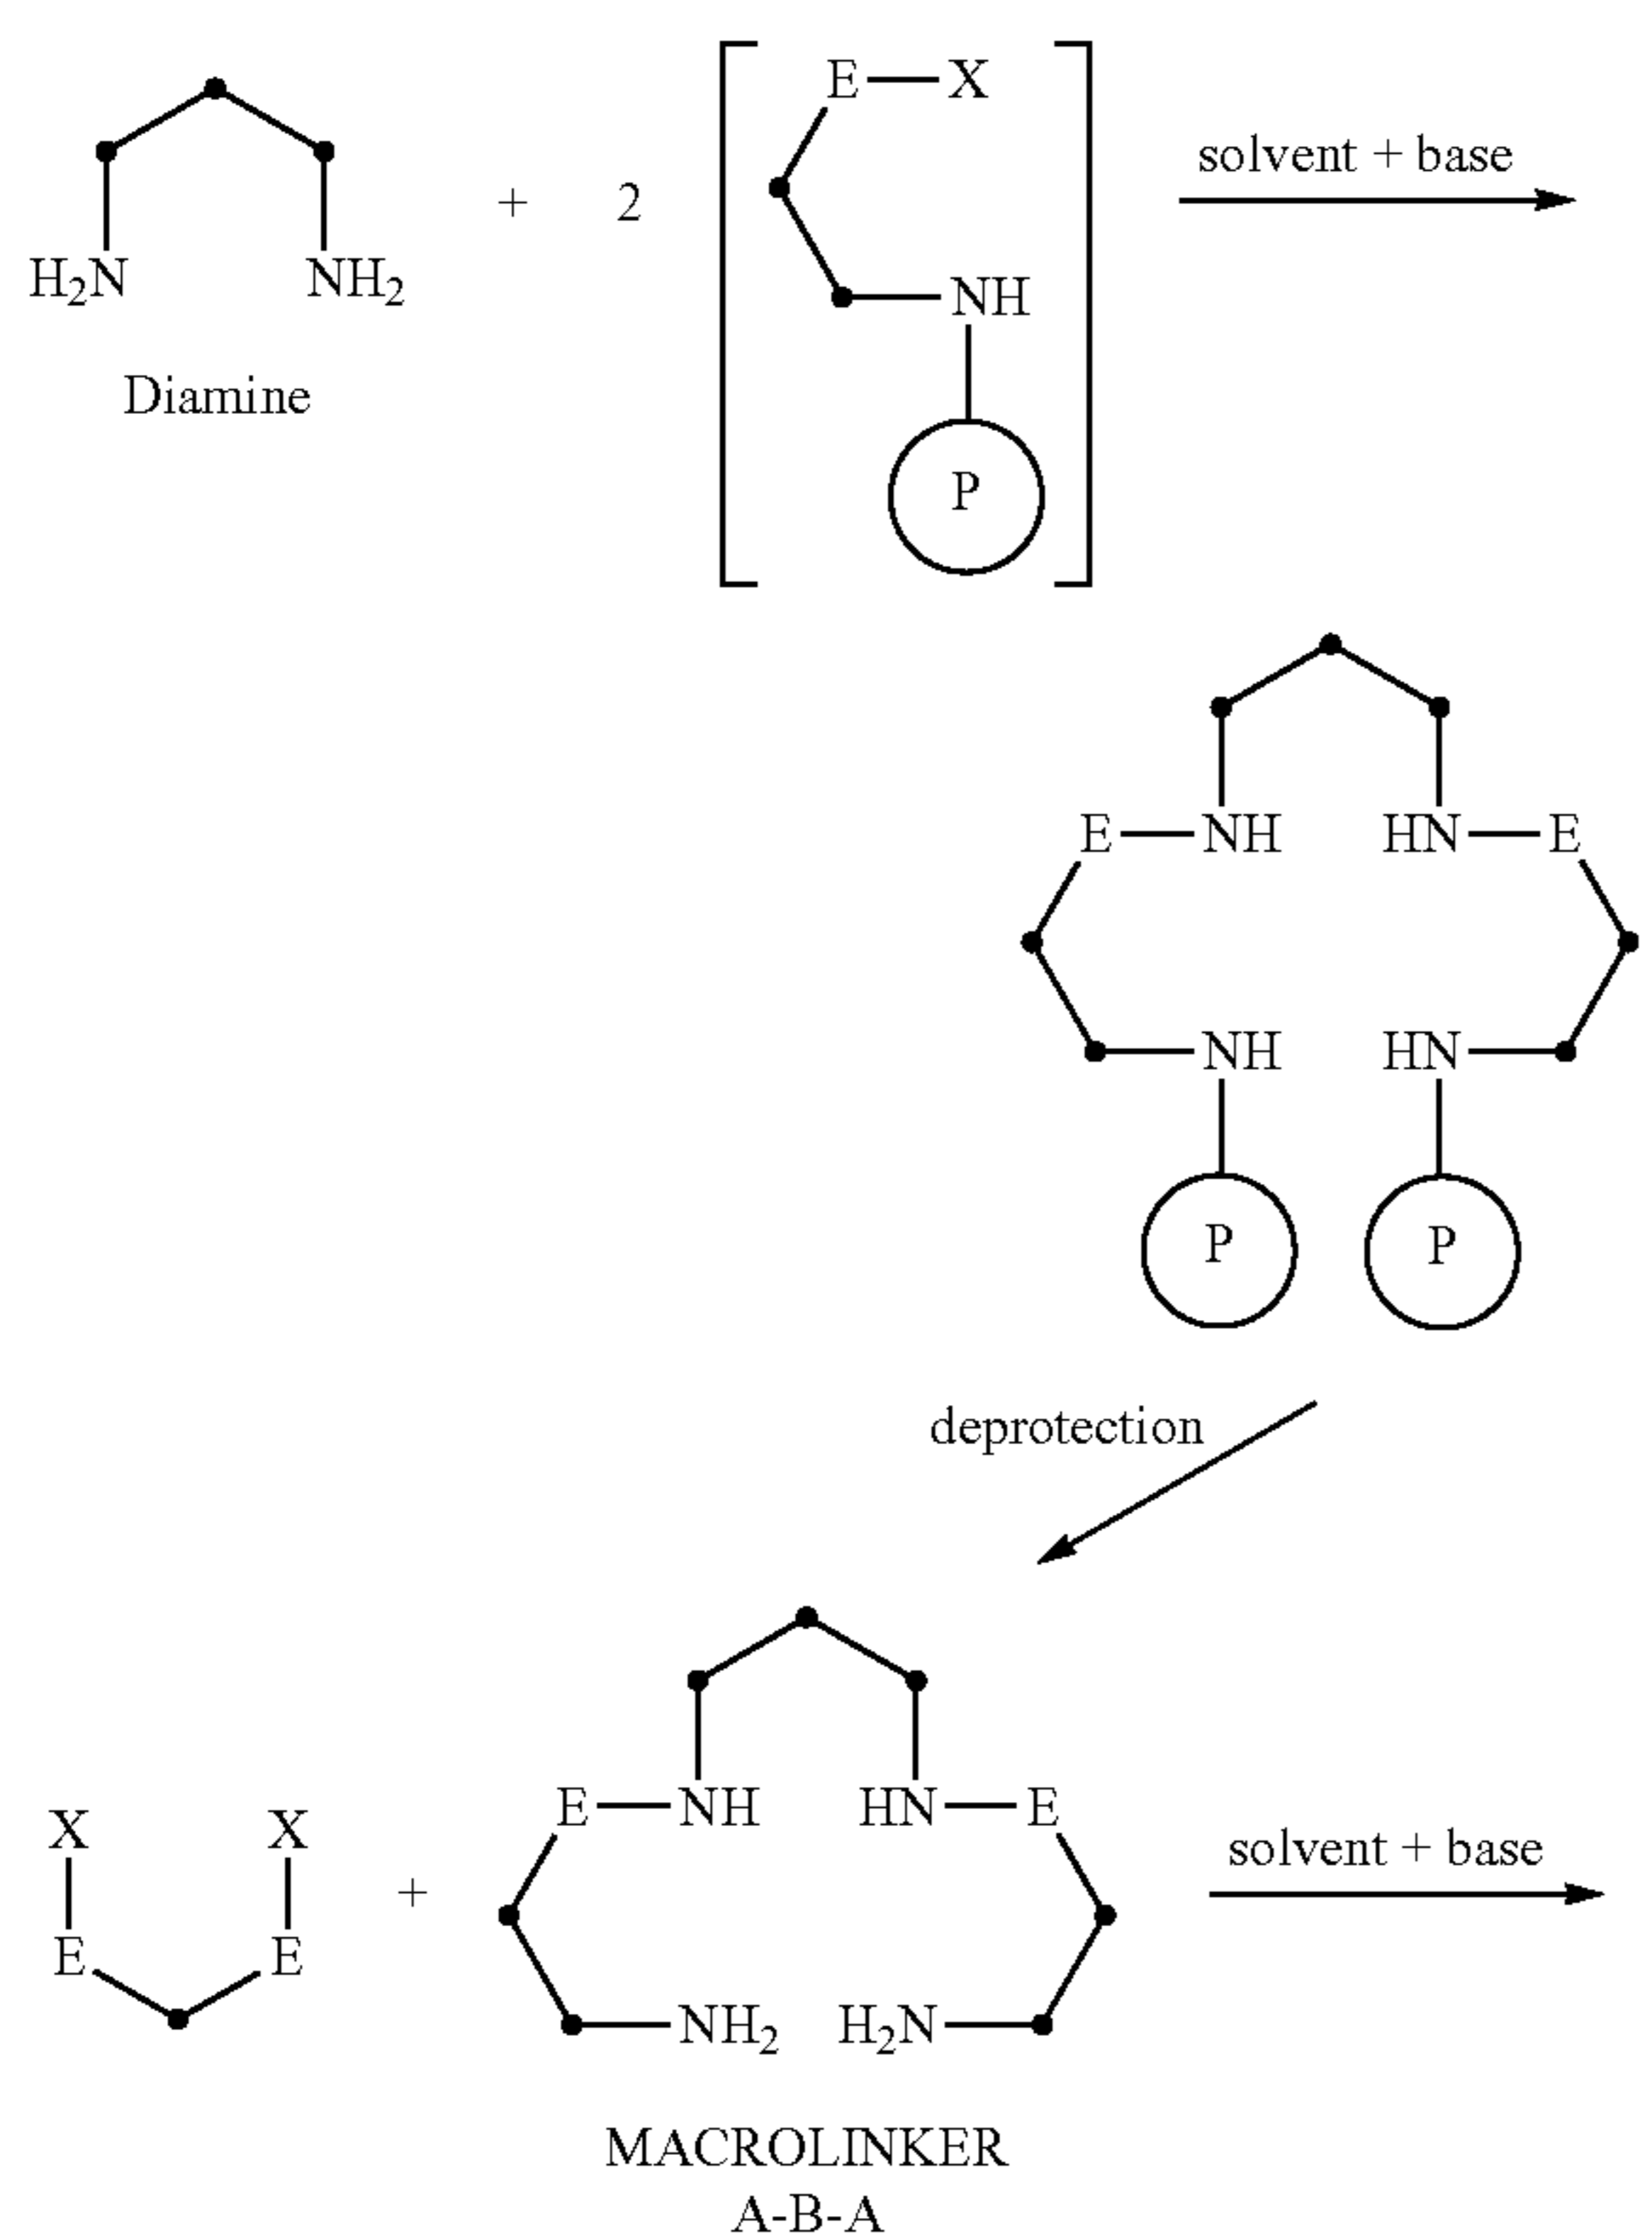 E—X
solvent + base
+ 2
H₂N NH₂ NH
Diamine
P
E—NH HN—E
NH HN
P P
deprotection
E—NH HN—E
X X
+
solvent + base
E E
NH₂ H₂N
MACROLINKER
A-B-A